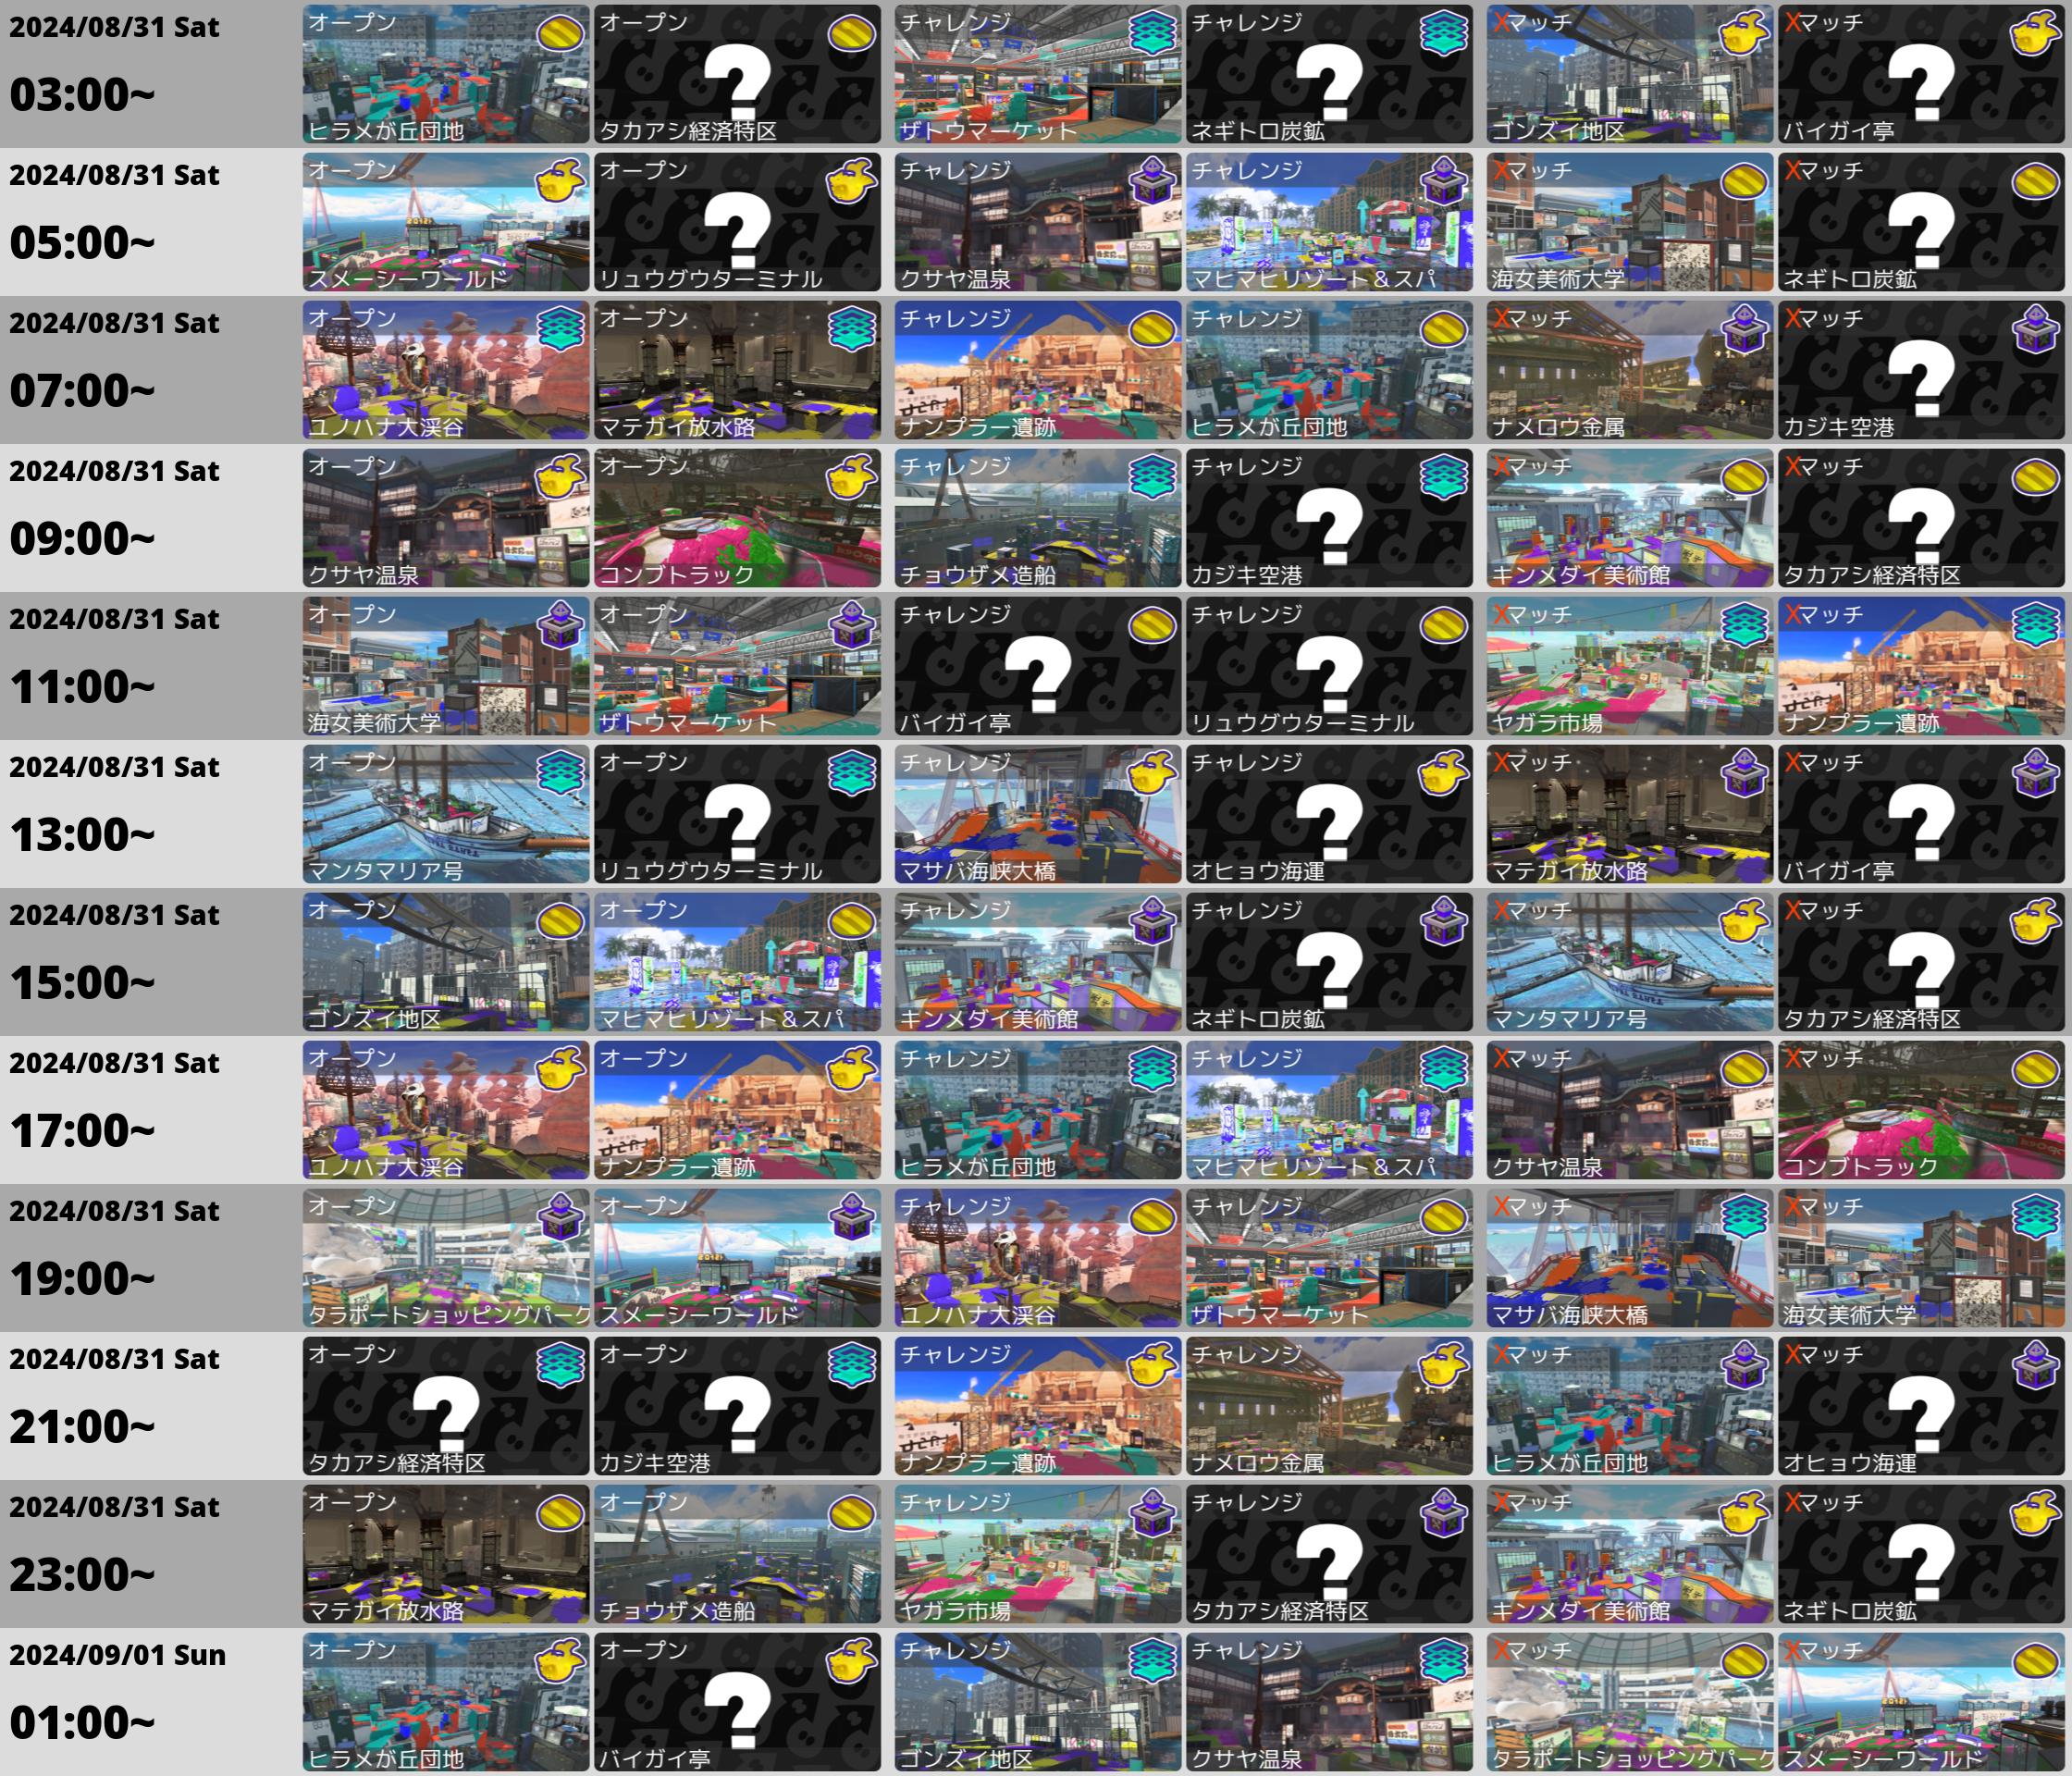 2024/08/31 Sat
03:00~
オープン
ヒラメが丘団地
オープン
タカアシ経済特区
チャレンジ
ザトウマーケット
チャレンジ
ネギトロ炭鉱
Xマッチ
ゴンズイ地区
Xマッチ
バイガイ亭
2024/08/31 Sat
05:00~
オープン
スメーシーワールド
オープン
リュウグウターミナル
チャレンジ
クサヤ温泉
チャレンジ
マヒマヒリゾート&スパ
Xマッチ
海女美術大学
Xマッチ
ネギトロ炭鉱
2024/08/31 Sat
07:00~
オープン
ユノハナ大渓谷
オープン
マテガイ放水路
チャレンジ
ナンプラー遺跡
チャレンジ
ヒラメが丘団地
Xマッチ
ナメロウ金属
Xマッチ
カジキ空港
2024/08/31 Sat
09:00~
オープン
クサヤ温泉
オープン
コンブトラック
チャレンジ
チョウザメ造船
チャレンジ
カジキ空港
Xマッチ
キンメダイ美術館
Xマッチ
タカアシ経済特区
2024/08/31 Sat
11:00~
オープン
海女美術大学
オープン
ザトウマーケット
チャレンジ
バイガイ亭
チャレンジ
リュウグウターミナル
Xマッチ
ヤガラ市場
Xマッチ
ナンプラー遺跡
2024/08/31 Sat
13:00~
オープン
マンタマリア号
オープン
リュウグウターミナル
チャレンジ
マサバ海峡大橋
チャレンジ
オヒョウ海運
Xマッチ
マテガイ放水路
Xマッチ
バイガイ亭
2024/08/31 Sat
15:00~
オープン
ゴンズイ地区
オープン
マヒマヒリゾート&スパ
チャレンジ
キンメダイ美術館
チャレンジ
ネギトロ炭鉱
Xマッチ
マンタマリア号
Xマッチ
タカアシ経済特区
2024/08/31 Sat
17:00~
オープン
ユノハナ大渓谷
オープン
ナンプラー遺跡
チャレンジ
ヒラメが丘団地
チャレンジ
マヒマヒリゾート&スパ
Xマッチ
クサヤ温泉
Xマッチ
コンブトラック
2024/08/31 Sat
19:00~
オープン
タラポートショッピングパーク
オープン
スメーシーワールド
チャレンジ
ユノハナ大渓谷
チャレンジ
ザトウマーケット
Xマッチ
マサバ海峡大橋
Xマッチ
海女美術大学
2024/08/31 Sat
21:00~
オープン
タカアシ経済特区
オープン
カジキ空港
チャレンジ
ナンプラー遺跡
チャレンジ
ナメロウ金属
Xマッチ
ヒラメが丘団地
Xマッチ
オヒョウ海運
2024/08/31 Sat
23:00~
オープン
マテガイ放水路
オープン
チョウザメ造船
チャレンジ
ヤガラ市場
チャレンジ
タカアシ経済特区
Xマッチ
キンメダイ美術館
Xマッチ
ネギトロ炭鉱
2024/09/01 Sun
01:00~
オープン
ヒラメが丘団地
オープン
バイガイ亭
チャレンジ
ゴンズイ地区
チャレンジ
クサヤ温泉
Xマッチ
タラポートショッピングパーク
Xマッチ
スメーシーワールド